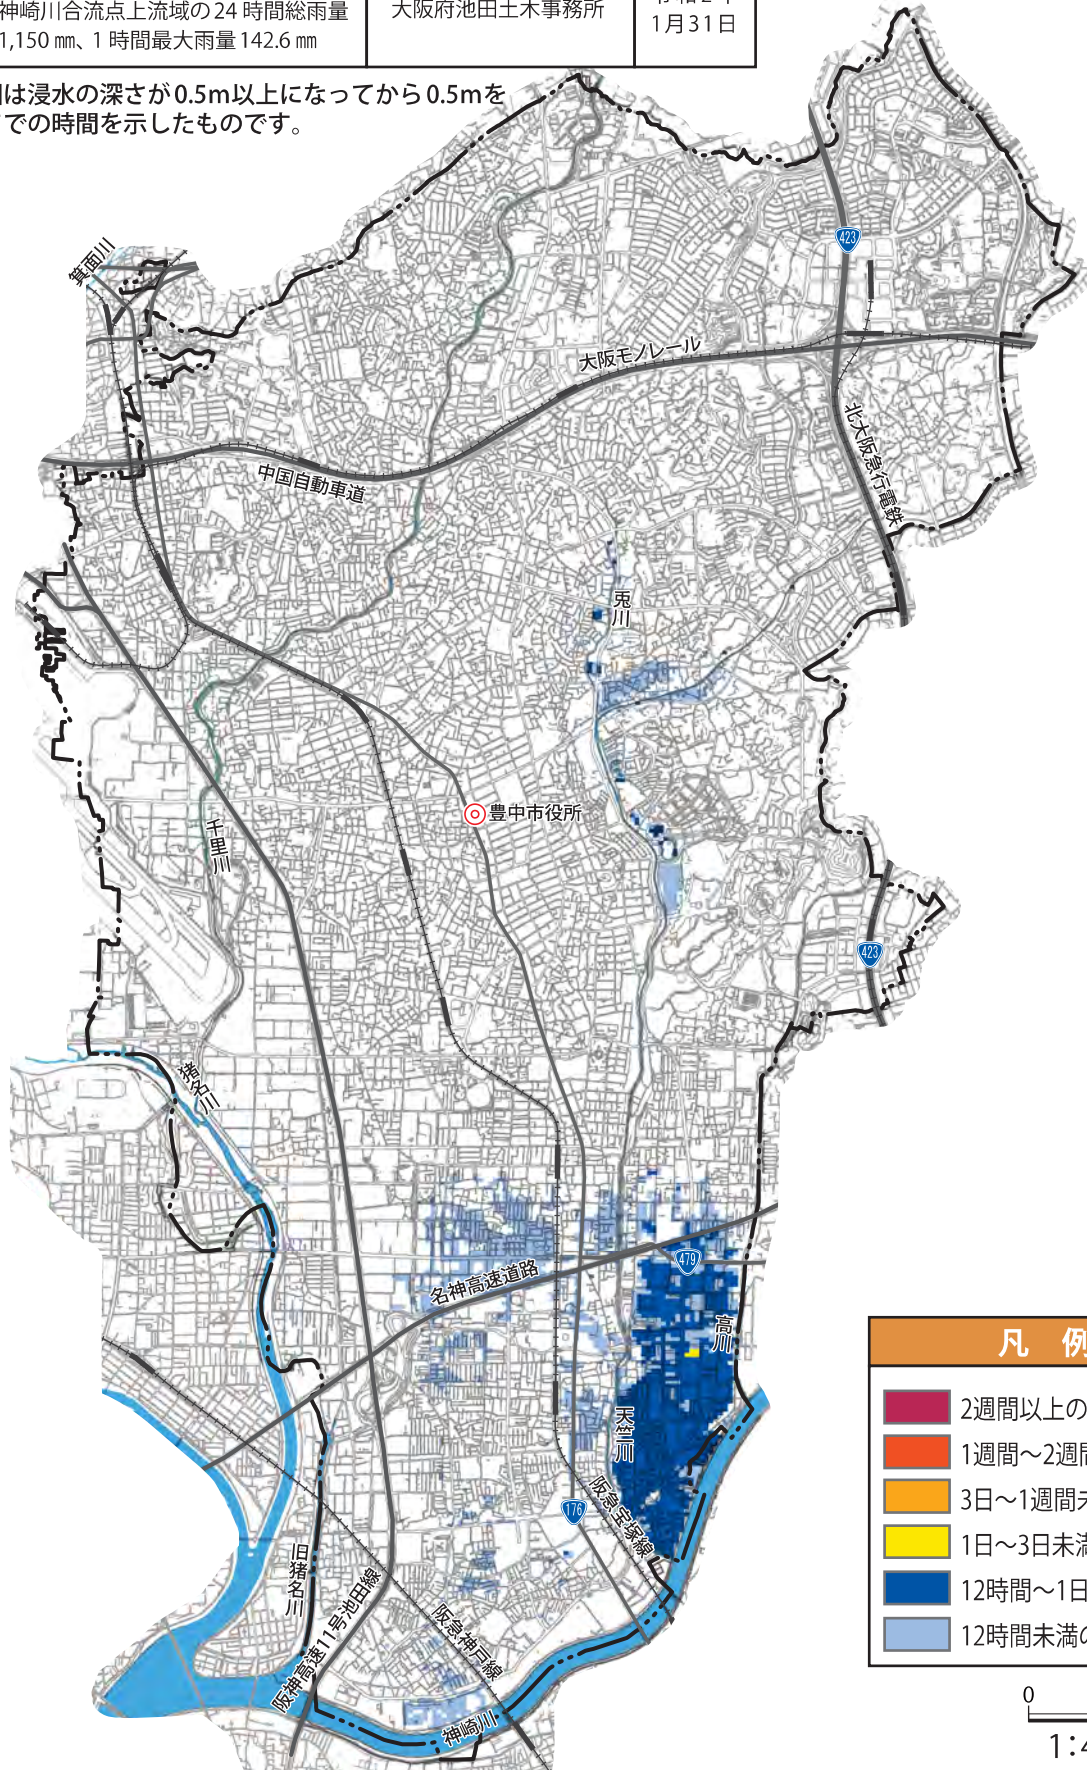 神崎川合流点上流域の24時間総雨量
1,150㎜、1時間最大雨量142.6㎜
大阪府池田土木事務所
1月31日
は浸水の深さが0.5m以上になってから0.5mを
での時間を示したものです。
423
箕面川
大阪モノレール
北大阪急行電鉄
中国自動車道
兎川
豊中市役所
千里川
423
猪名川
479
名神高速道路
高川
天竺川
176
阪急宝塚線
旧猪名川
阪神高速11号池田線
阪急神戸線
神崎川
凡 例
2週間以上の
1週間～2週間
3日～1週間
1日～3日未満
12時間～1日
12時間未満の
0
1:4